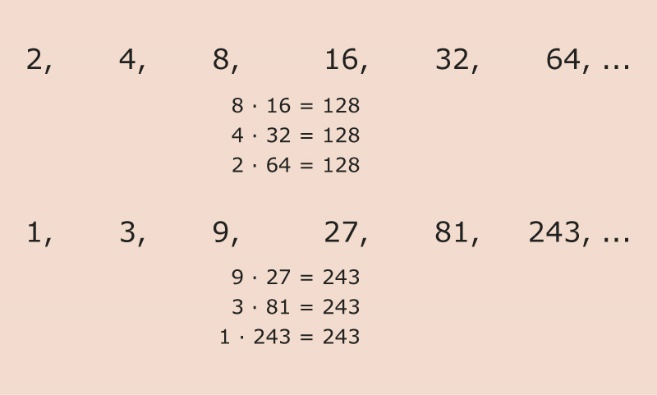 2, 4, 8, 16, 32, 64, ...
8 · 16 = 128
4 · 32 = 128
2 · 64 = 128
1, 3, 9, 27, 81, 243, ...
9 · 27 = 243
3 · 81 = 243
1 · 243 = 243